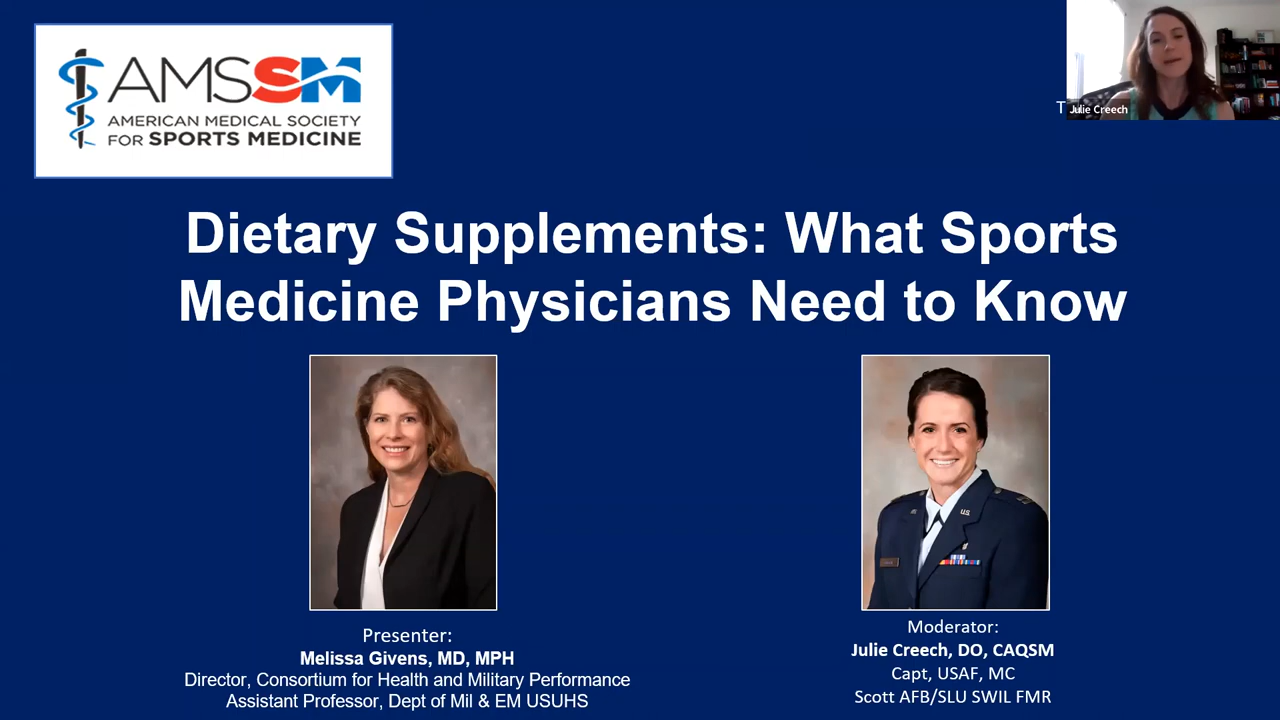 AMSSM
AMERICAN MEDICAL SOCIETY
FOR SPORTS MEDICINE
Julie Creech
Dietary Supplements: What Sports
Medicine Physicians Need to Know
U.S.
Presenter:
Melissa Givens, MD, MPH
Director, Consortium for Health and Military Performance
Assistant Professor, Dept of Mil & EM USUHS
Moderator:
Julie Creech, DO, CAQSM
Capt, USAF, MC
Scott AFB/SLU SWIL FMR